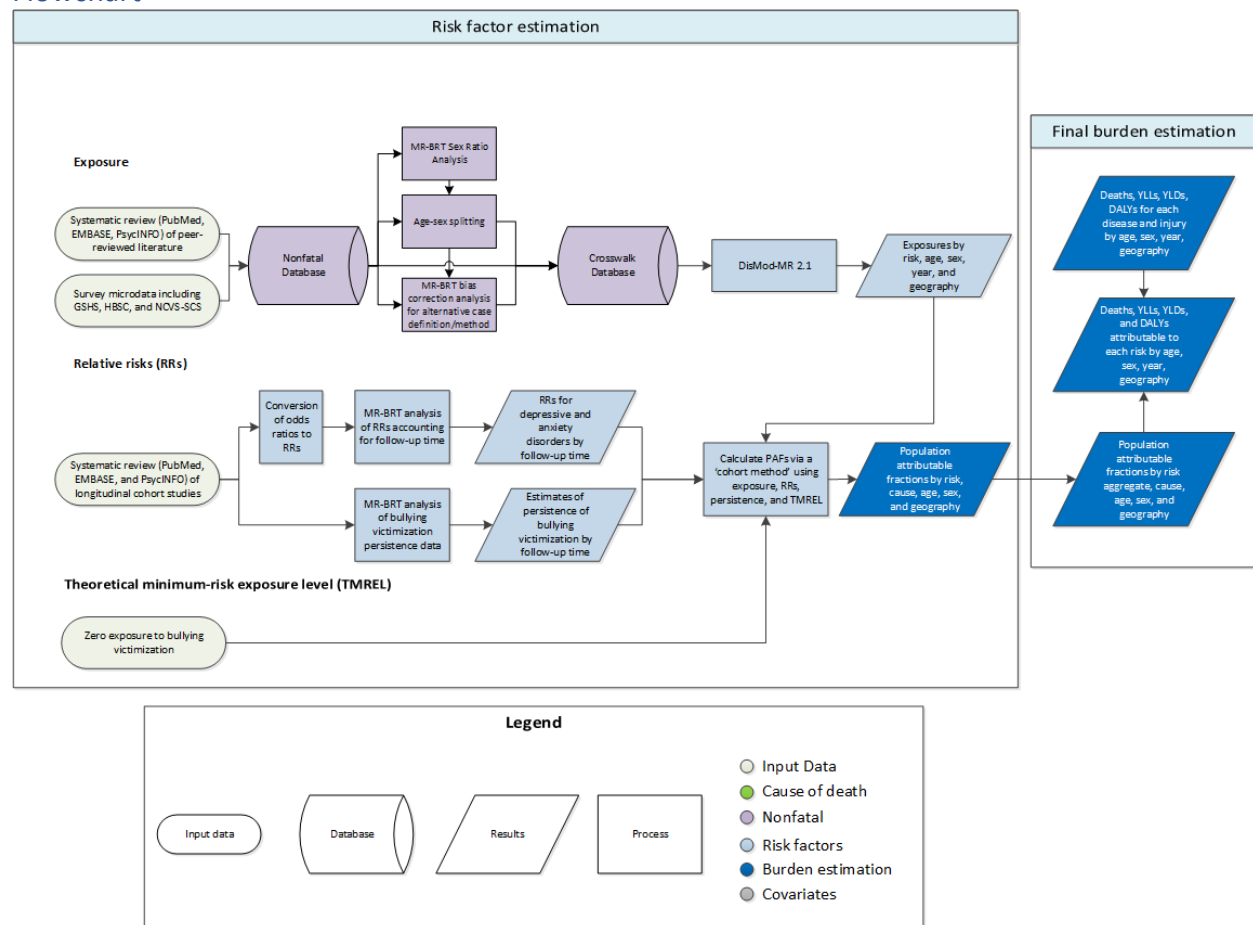 Risk factor estimation
Final burden estimation
Exposure
Systematic review (PubMed,
EMBASE, PsycINFO) of peer-
reviewed literature
Survey microdata including
GSHS, HBSC, and NCVS-SCS
Nonfatal
Database
MR-BRT Sex Ratio
Analysis
Age-sex splitting
MR-BRT bias
correction analysis
for alternative case
definition/method
Crosswalk
Database
DisMod-MR 2.1
Exposures by
risk, age, sex,
year, and
geography
Relative risks (RRs)
Systematic review (PubMed,
EMBASE, and PsycINFO) of
longitudinal cohort studies
Conversion
of odds
ratios to
RRs
MR-BRT analysis
of RRs accounting
for follow-up time
RRs for
depressive and
anxiety
disorders by
follow-up time
MR-BRT analysis
of bullying
victimization
persistence data
Estimates of
persistence of
bullying
victimization by
follow-up time
Calculate PAFs via a
'cohort method' using
exposure, RRs,
persistence, and TMREL
Population
attributable
fractions by risk,
cause, age, sex,
and geography
Theoretical minimum-risk exposure level (TMREL)
Zero exposure to bullying
victimization
Deaths, YLLs, YLDs,
DALYs for each
disease and injury
by age, sex, year,
geography
Deaths, YLLs, YLDs,
and DALYs
attributable to
each risk by age,
sex, year,
geography
Population
attributable
fractions by risk
aggregate, cause,
age, sex, and
geography
Legend
Input data
Database
Results
Process
Input Data
Cause of death
Nonfatal
Risk factors
Burden estimation
Covariates